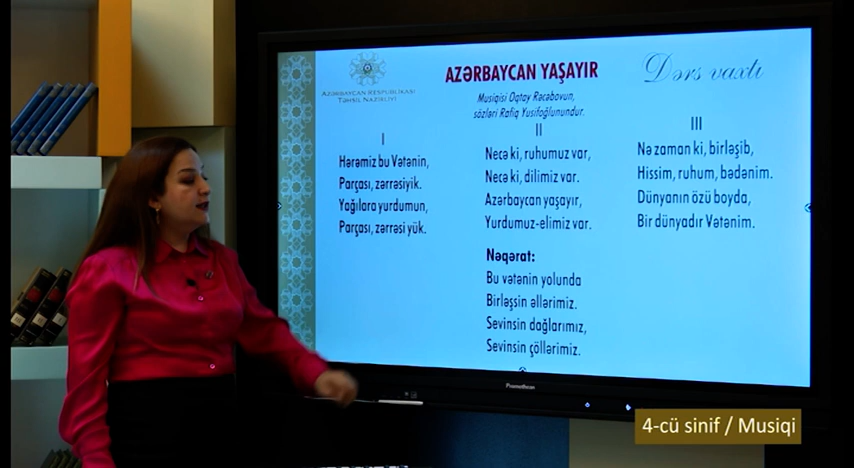 AZƏRBAYCAN RESPUBLİKASI
TƏHSİL NAZİRLİYİ
AZƏRBAYCAN YAŞAYIR
Dərs vaxtı
Musiqisi Oqtay Rəcəbovun,
sözləri Rafiq Yusifoğlunundur.
I
Hərəmiz bu Vətənin,
Parçası, zərrəsiyik.
Yağılara yurdumun,
Parçası, zərrəsi yük.
II
Necə ki, ruhumuz var,
Necə ki, dilimiz var.
Azərbaycan yaşayır,
Yurdumuz-elimiz var.
Nəqərat:
Bu vətənin yolunda
Birləşsin əllərimiz.
Sevinsin dağlarımız,
Sevinsin çöllərimiz.
III
Nə zaman ki, birləşib,
Hissim, ruhum, bədənim.
Dünyanın özü boyda,
Bir dünyadır Vətənim.
Promethean
4-cü sinif / Musiqi